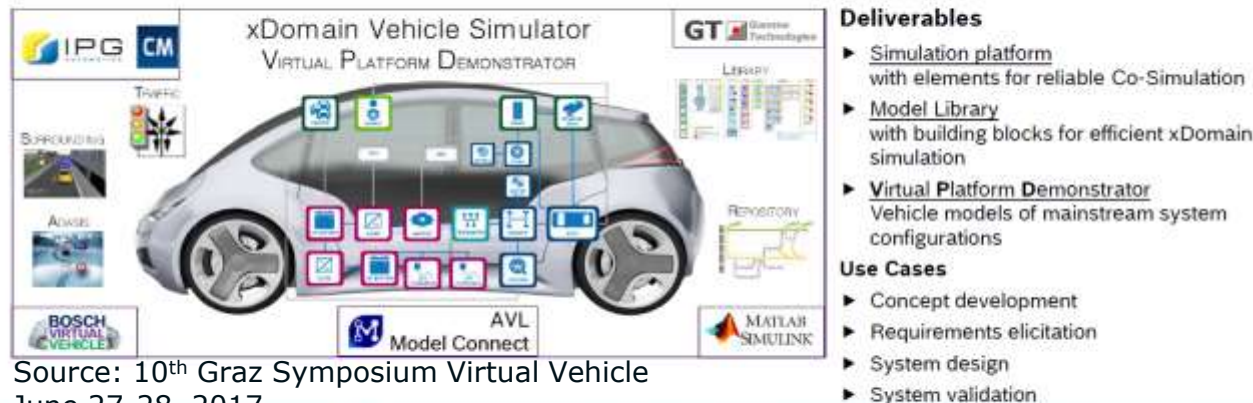 IPG
AUTOMOTIVE
CM
xDomain Vehicle Simulator
VIRTUAL PLATFORM DEMONSTRATOR
GT
Gamma
Technologies
TRAFFIC
LIBRARY
SURROUNDING
ADASIS
REPOSITORY
BOSCH
VIRTUAL
VEHICLE
AVL
Model Connect
MATLAB
SIMULINK
Deliverables
► Simulation platform
with elements for reliable Co-Simulation
► Model Library
with building blocks for efficient xDomain
simulation
► Virtual Platform Demonstrator
Vehicle models of mainstream system
configurations
Use Cases
► Concept development
► Requirements elicitation
► System design
► System validation
Source: 10th Graz Symposium Virtual Vehicle
June 27-28, 2017